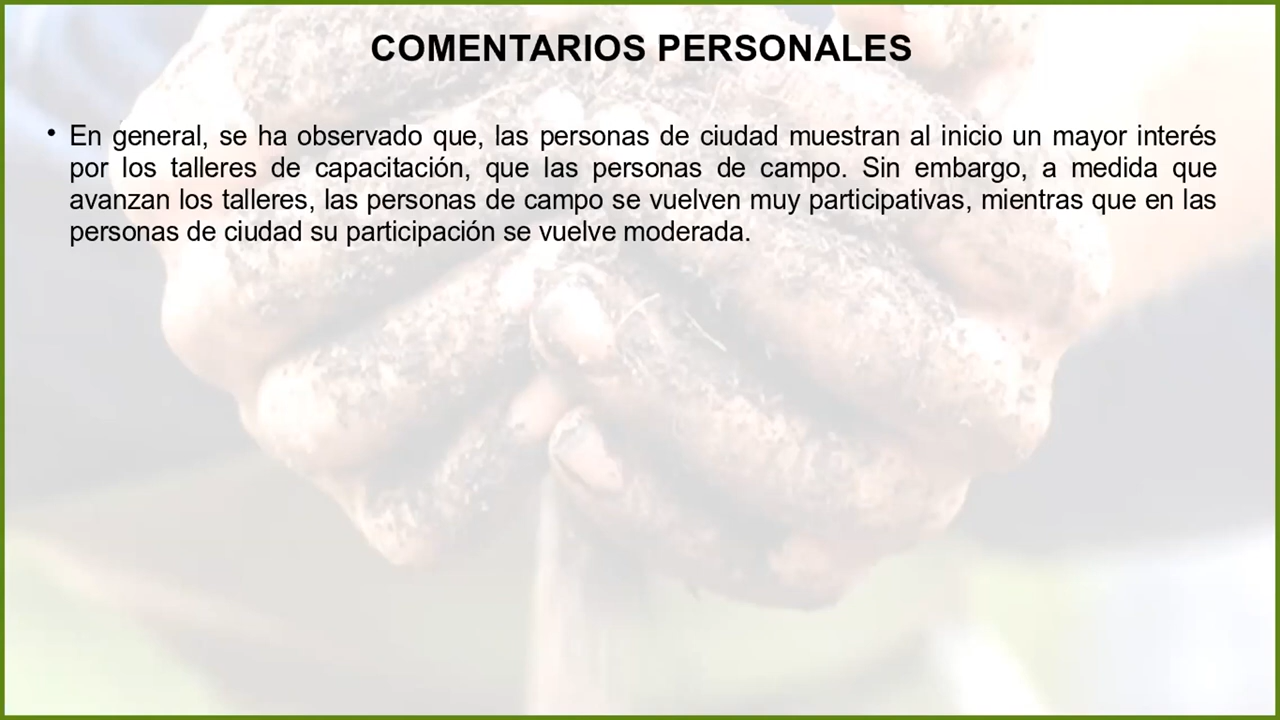 COMENTARIOS PERSONALES
• En general, se ha observado que, las personas de ciudad muestran al inicio un mayor interés
por los talleres de capacitación, que las personas de campo. Sin embargo, a medida que
avanzan los talleres, las personas de campo se vuelven muy participativas, mientras que en las
personas de ciudad su participación se vuelve moderada.